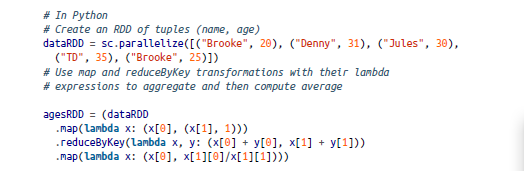 # In Python
# Create an RDD of tuples (name, age)
dataRDD = sc.parallelize([("Brooke", 20), ("Denny", 31), ("Jules", 30),
("TD", 35), ("Brooke", 25)])
# Use map and reduceByKey transformations with their lambda
# expressions to aggregate and then compute average
agesRDD = (dataRDD
.map(lambda x: (x[0], (x[1], 1)))
.reduceByKey(lambda x, y: (x[0] + y[0], x[1] + y[1]))
.map(lambda x: (x[0], x[1][0]/x[1][1])))